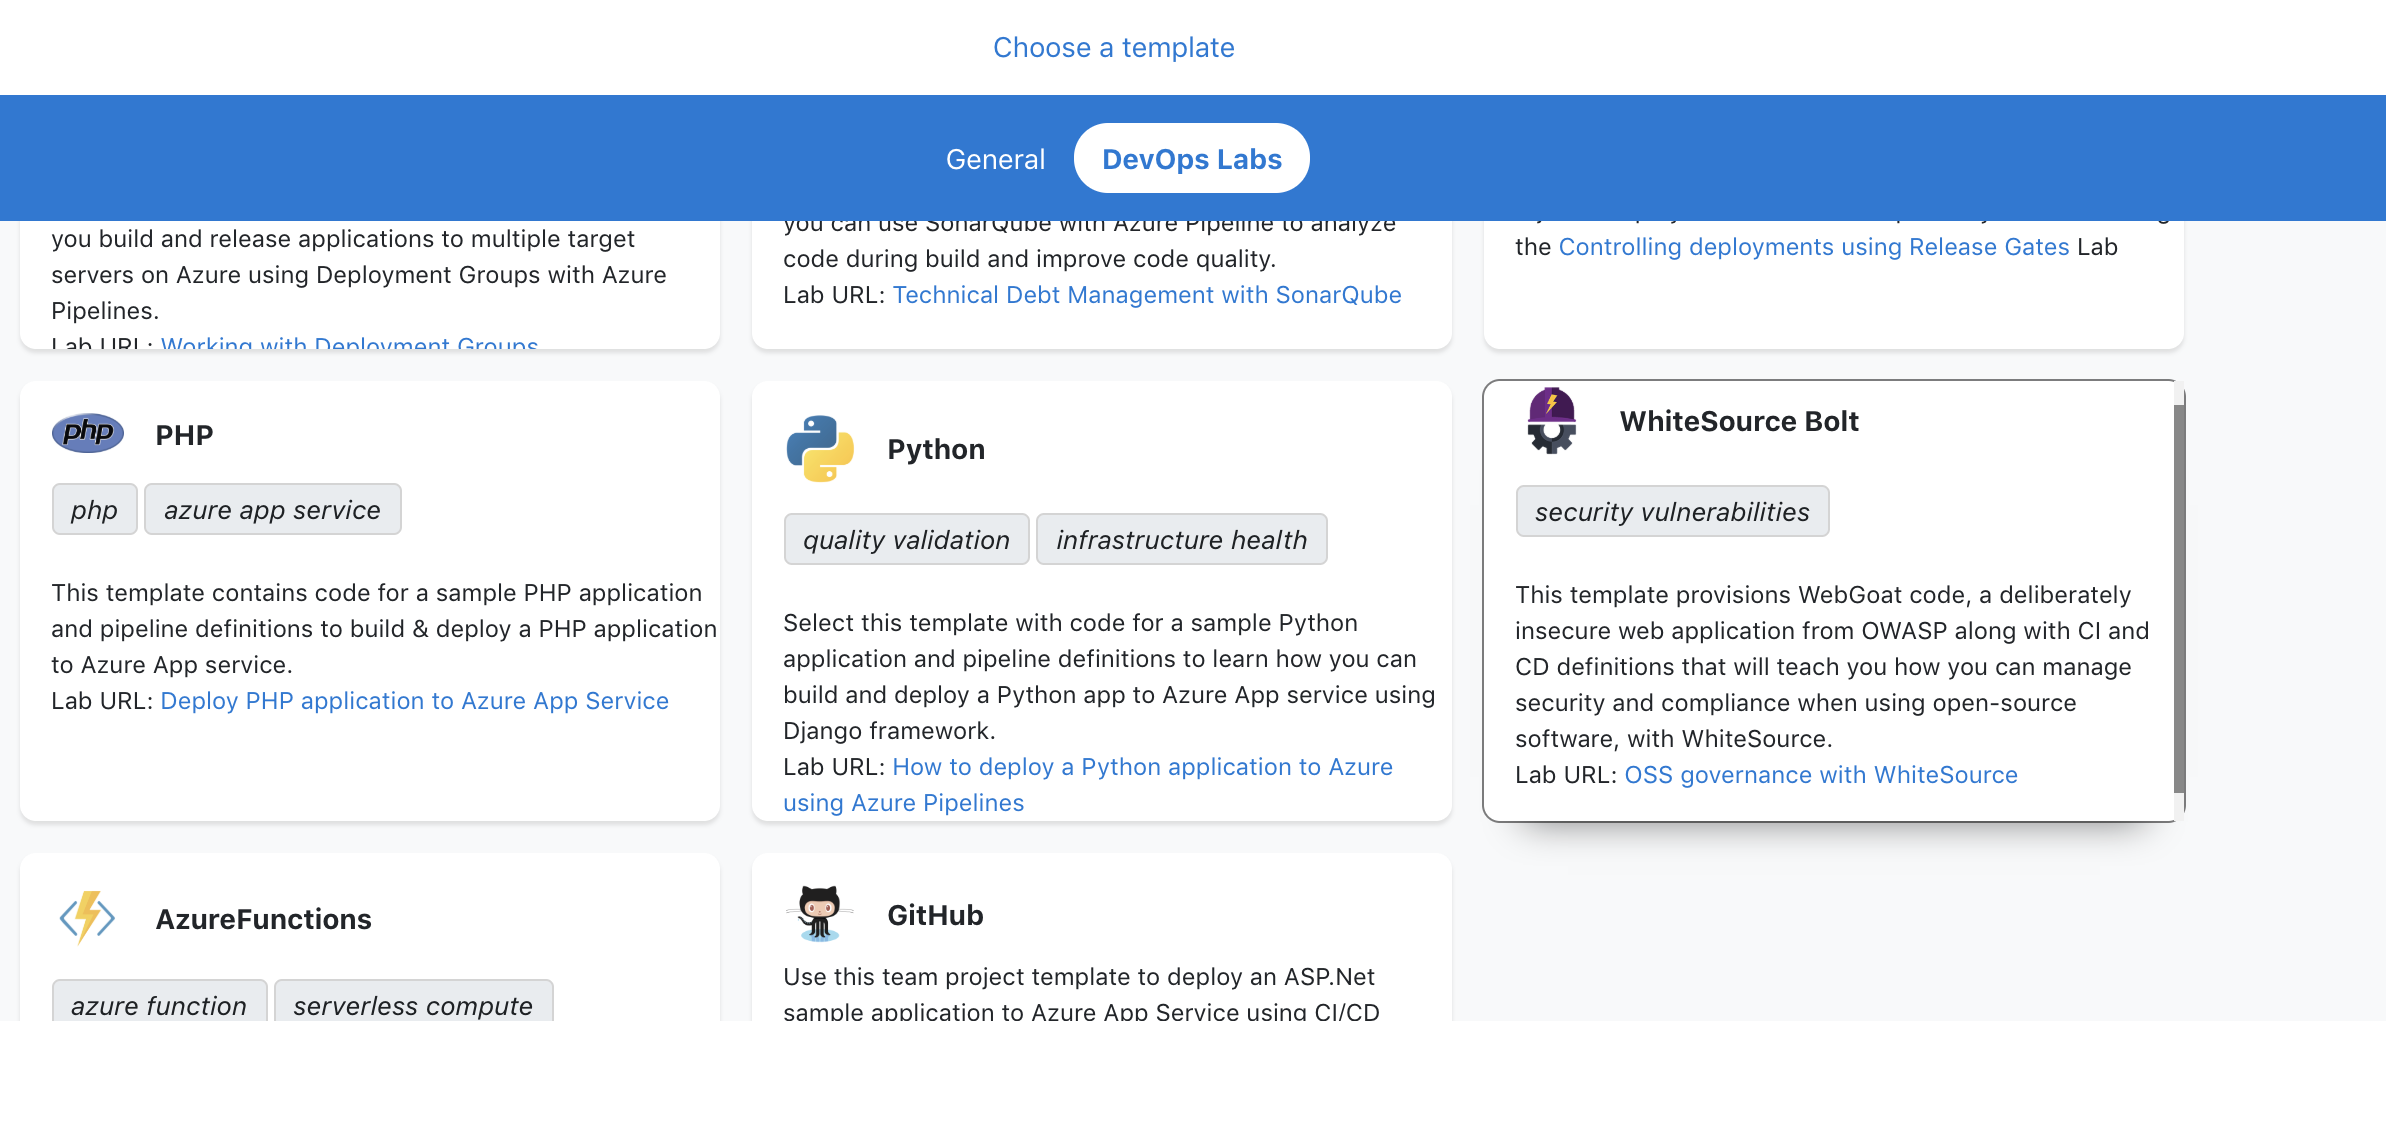 Choose a template
General
DevOps Labs
you build and release applications to multiple target
servers on Azure using Deployment Groups with Azure
Pipelines.
Lab URL: Working with Deployment Groups
you can use SonarQube with Azure Pipeline to analyze
code during build and improve code quality.
Lab URL: Technical Debt Management with SonarQube
the Controlling deployments using Release Gates Lab
php
PHP
php
azure app service
This template contains code for a sample PHP application
and pipeline definitions to build & deploy a PHP application
to Azure App service.
Lab URL: Deploy PHP application to Azure App Service
Python
quality validation
infrastructure health
Select this template with code for a sample Python
application and pipeline definitions to learn how you can
build and deploy a Python app to Azure App service using
Django framework.
Lab URL: How to deploy a Python application to Azure
using Azure Pipelines
WhiteSource Bolt
security vulnerabilities
This template provisions WebGoat code, a deliberately
insecure web application from OWASP along with CI and
CD definitions that will teach you how you can manage
security and compliance when using open-source
software, with WhiteSource.
Lab URL: OSS governance with WhiteSource
AzureFunctions
azure function
serverless compute
GitHub
Use this team project template to deploy an ASP.Net
sample application to Azure App Service using CI/CD